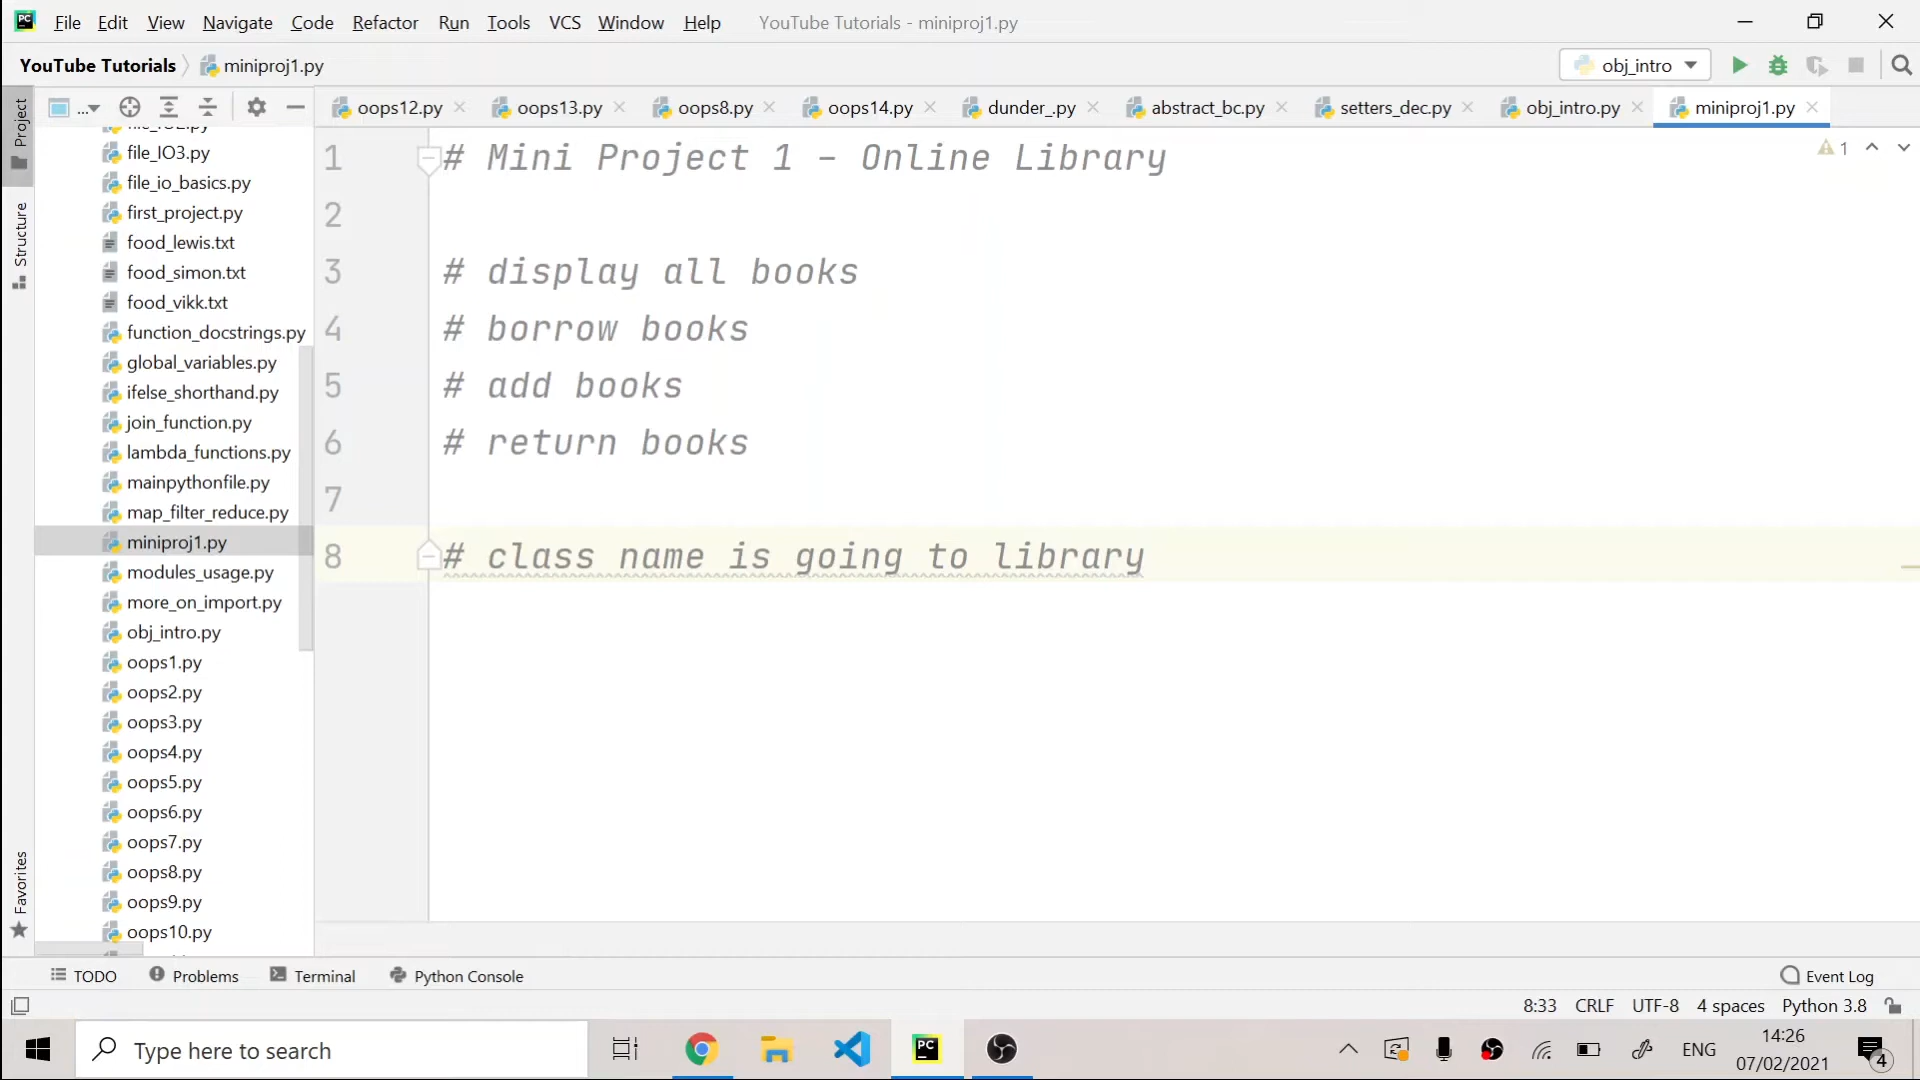 File Edit View Navigate Code Refactor Run Tools VCS Window Help YouTube Tutorials - miniproj1.py
YouTube Tutorials miniproj1.py obj_intro
... oops12.py oops13.py oops8.py oops14.py dunder_.py abstract_bc.py setters_dec.py obj_intro.py miniproj1.py
Project
Structure
Favorites
file_IO3.py
file_io_basics.py
first_project.py
food_lewis.txt
food_simon.txt
food_vikk.txt
function_docstrings.py
global_variables.py
ifelse_shorthand.py
join_function.py
lambda_functions.py
mainpythonfile.py
map_filter_reduce.py
miniproj1.py
modules_usage.py
more_on_import.py
obj_intro.py
oops1.py
oops2.py
oops3.py
oops4.py
oops5.py
oops6.py
oops7.py
oops8.py
oops9.py
oops10.py
1 # Mini Project 1 - Online Library
2
3 # display all books
4 # borrow books
5 # add books
6 # return books
7
8 # class name is going to library
1
TODO Problems Terminal Python Console Event Log
8:33 CRLF UTF-8 4 spaces Python 3.8
Type here to search
PC
ENG
14:26
07/02/2021
4